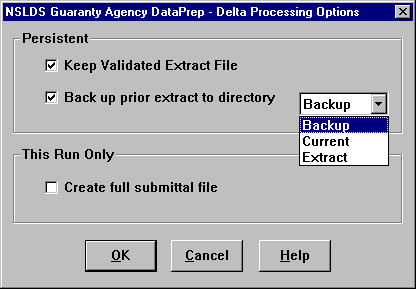 NSLDS Guaranty Agency DataPrep - Delta Processing Options
Persistent
Keep Validated Extract File
Back up prior extract to directory
Backup
Backup
Current
Extract
This Run Only
Create full submittal file
OK Cancel Help